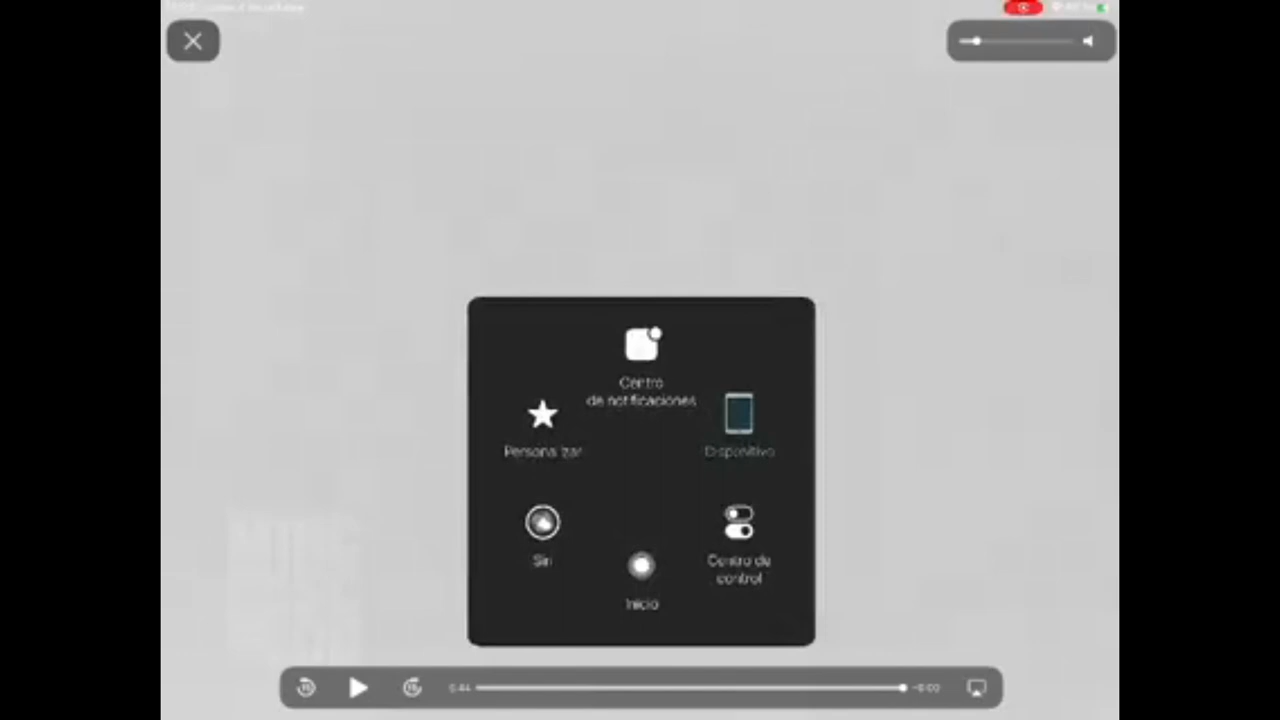 Centro
de notificaciones
Personalizar
Dispositivo
Siri
Centro de
control
Inicio